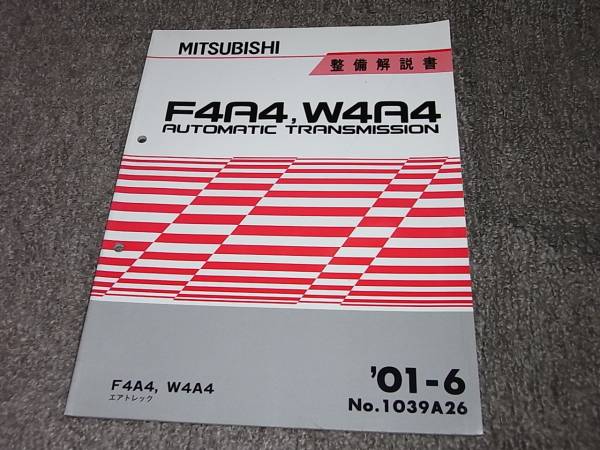 MITSUBISHI
整備解説書
F4A4, W4A4
AUTOMATIC TRANSMISSION
F4A4, W4A4
エアトレック
'01-6
No.1039A26